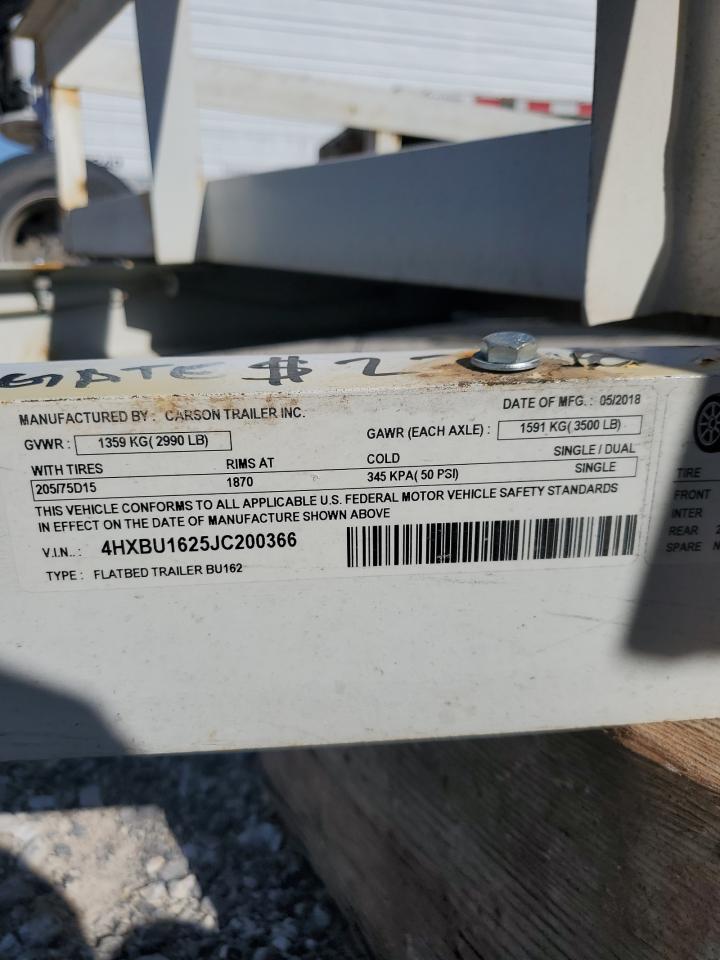 GATE $2
MANUFACTURED BY : CARSON TRAILER INC. DATE OF MFG. : 05/2018
GVWR : 1359 KG( 2990 LB) GAWR (EACH AXLE) : 1591 KG( 3500 LB)
WITH TIRES RIMS AT COLD SINGLE / DUAL
205/75D15 1870 345 KPA( 50 PSI) SINGLE
THIS VEHICLE CONFORMS TO ALL APPLICABLE U.S. FEDERAL MOTOR VEHICLE SAFETY STANDARDS
IN EFFECT ON THE DATE OF MANUFACTURE SHOWN ABOVE
V.I.N.. : 4HXBU1625JC200366
TYPE : FLATBED TRAILER BU162
TIRE
FRONT
INTER
REAR 2
SPARE N